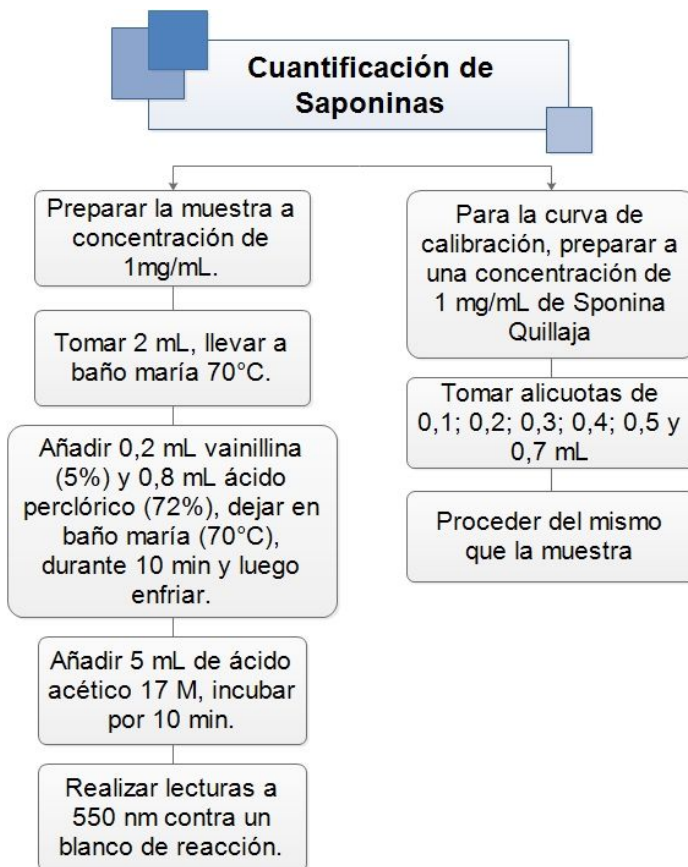 Cuantificación de
Saponinas
Preparar la muestra a
concentración de
1mg/mL.
Tomar 2 mL, llevar a
baño maría 70°C.
Añadir 0,2 mL vainillina
(5%) y 0,8 mL ácido
perclórico (72%), dejar en
baño maría (70°C),
durante 10 min y luego
enfriar.
Añadir 5 mL de ácido
acético 17 M, incubar
por 10 min.
Realizar lecturas a
550 nm contra un
blanco de reacción.
Para la curva de
calibración, preparar a
una concentración de
1 mg/mL de Sponina
Quillaja
Tomar alicuotas de
0,1; 0,2; 0,3; 0,4; 0,5 y
0,7 mL
Proceder del mismo
que la muestra